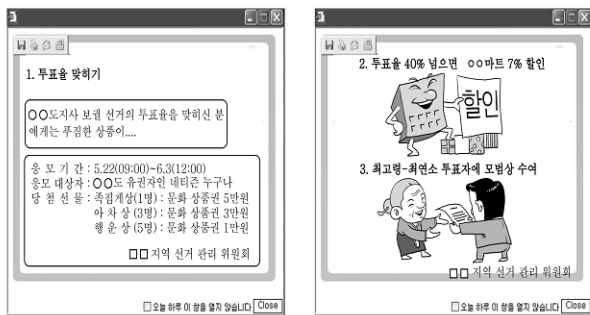 1. 투표율 맞히기
○○도지사 보궐 선거의 투표율을 맞히신 분
에게는 푸짐한 상품이....
응 모 기 간 : 5.22(09:00)~6.3(12:00)
응모 대상자 : ○○도 유권자인 네티즌 누구나
당 첨 선 물 : 족집게상(1명) : 문화 상품권 5만원
아 차 상 (3명) : 문화 상품권 3만원
행 운 상 (5명) : 문화 상품권 1만원
□□ 지역 선거 관리 위원회
□오늘 하루 이 창을 열지 않습니다 Close
2. 투표율 40% 넘으면 ○○마트 7% 할인
할인
3. 최고령-최연소 투표자에 모범상 수여
□□ 지역 선거 관리 위원회
□오늘 하루 이 창을 열지 않습니다 Close